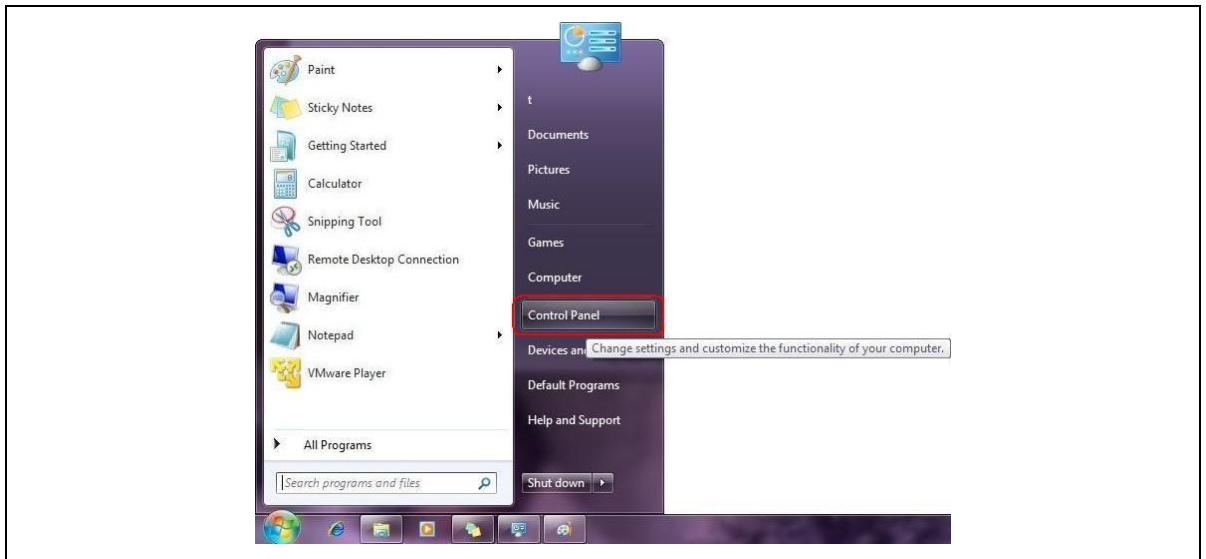 Paint
Sticky Notes
Getting Started
Calculator
Snipping Tool
Remote Desktop Connection
Magnifier
Notepad
VMware Player
All Programs
Search programs and files
t
Documents
Pictures
Music
Games
Computer
Control Panel
Devices an
Change settings and customize the functionality of your computer.
Default Programs
Help and Support
Shut down